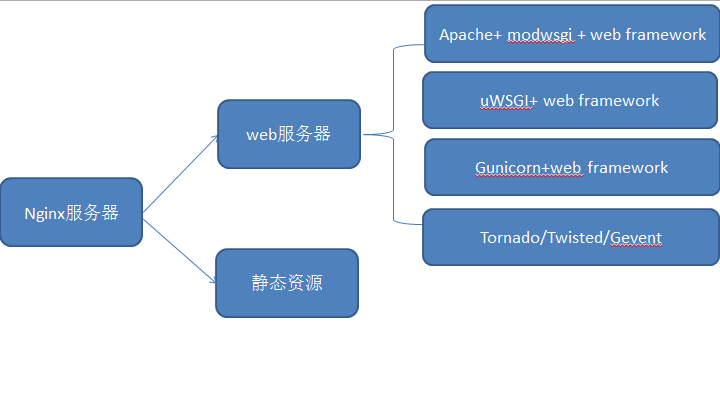 Apache+ modwsgi + web framework
uWSGI+ web framework
web服务器
Gunicorn+web framework
Nginx服务器
Tornado/Twisted/Gevent
静态资源